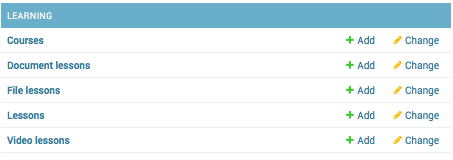 LEARNING
Courses Add Change
Document lessons Add Change
File lessons Add Change
Lessons Add Change
Video lessons Add Change